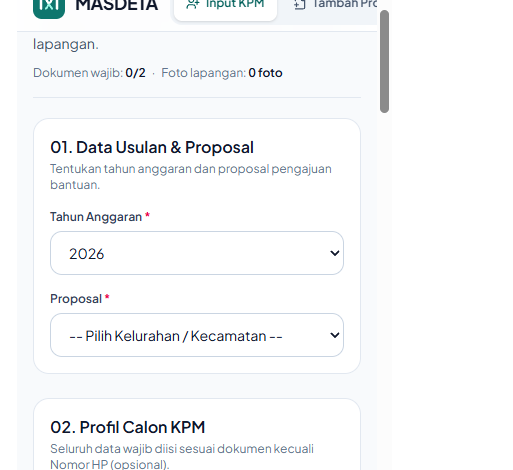 MASDETA
Input KPM
Tambah Pro
lapangan.
Dokumen wajib: 0/2 · Foto lapangan: 0 foto
01. Data Usulan & Proposal
Tentukan tahun anggaran dan proposal pengajuan
bantuan.
Tahun Anggaran *
2026
Proposal *
-- Pilih Kelurahan / Kecamatan --
02. Profil Calon KPM
Seluruh data wajib diisi sesuai dokumen kecuali
Nomor HP (opsional).